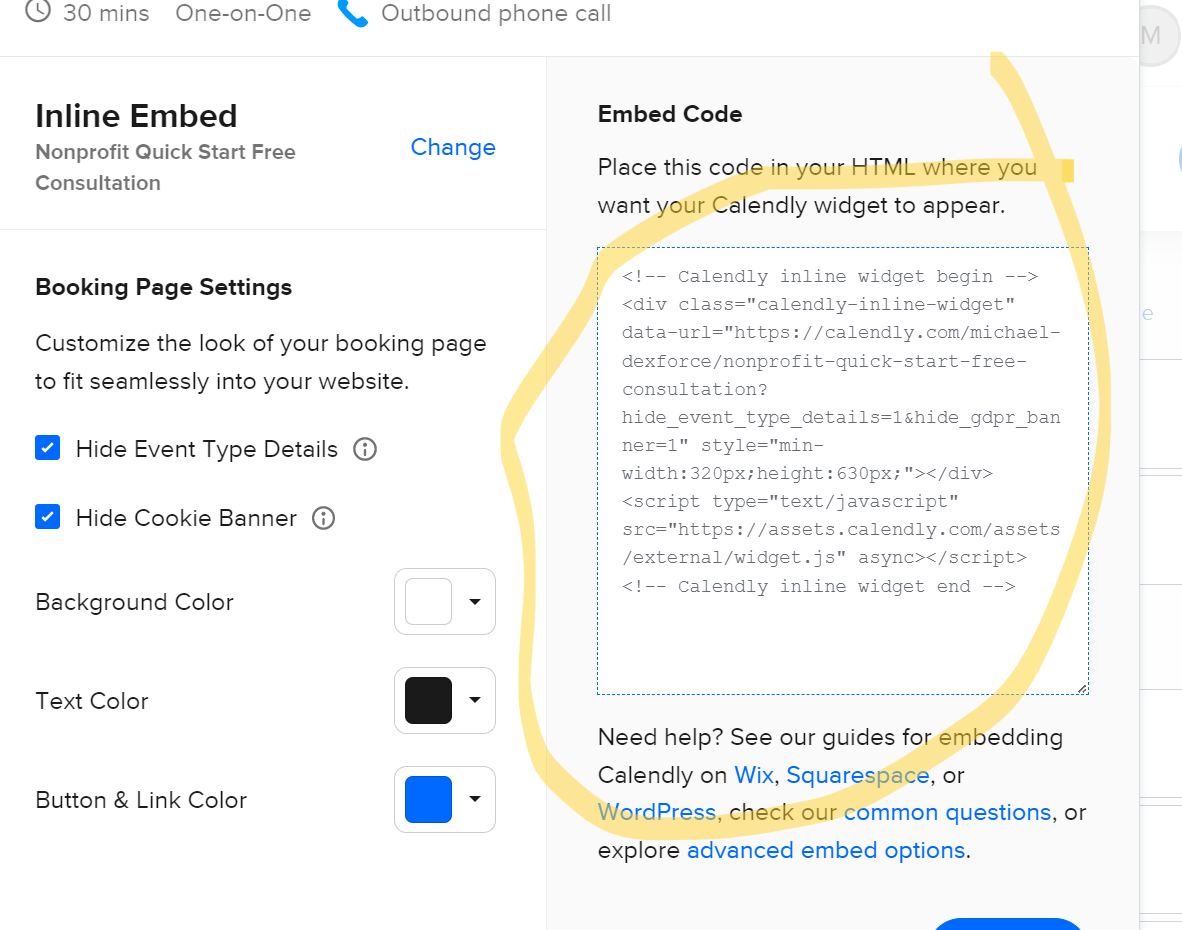 30 mins One-on-One Outbound phone call
M
Inline Embed
Nonprofit Quick Start Free
Consultation
Change
Booking Page Settings
Customize the look of your booking page
to fit seamlessly into your website.
Hide Event Type Details
Hide Cookie Banner
Background Color
Text Color
Button & Link Color
Embed Code
Place this code in your HTML where you
want your Calendly widget to appear.
<!-- Calendly inline widget begin -->
<div class="calendly-inline-widget"
data-url="https://calendly.com/michael-
dexforce/nonprofit-quick-start-free-
consultation?
hide_event_type_details=1&hide_gdpr_ban
ner=1" style="min-
width:320px;height:630px;"></div>
<script type="text/javascript"
src="https://assets.calendly.com/assets
/external/widget.js" async></script>
<!-- Calendly inline widget end -->
Need help? See our guides for embedding
Calendly on Wix, Squarespace, or
WordPress, check our common questions, or
explore advanced embed options.
e